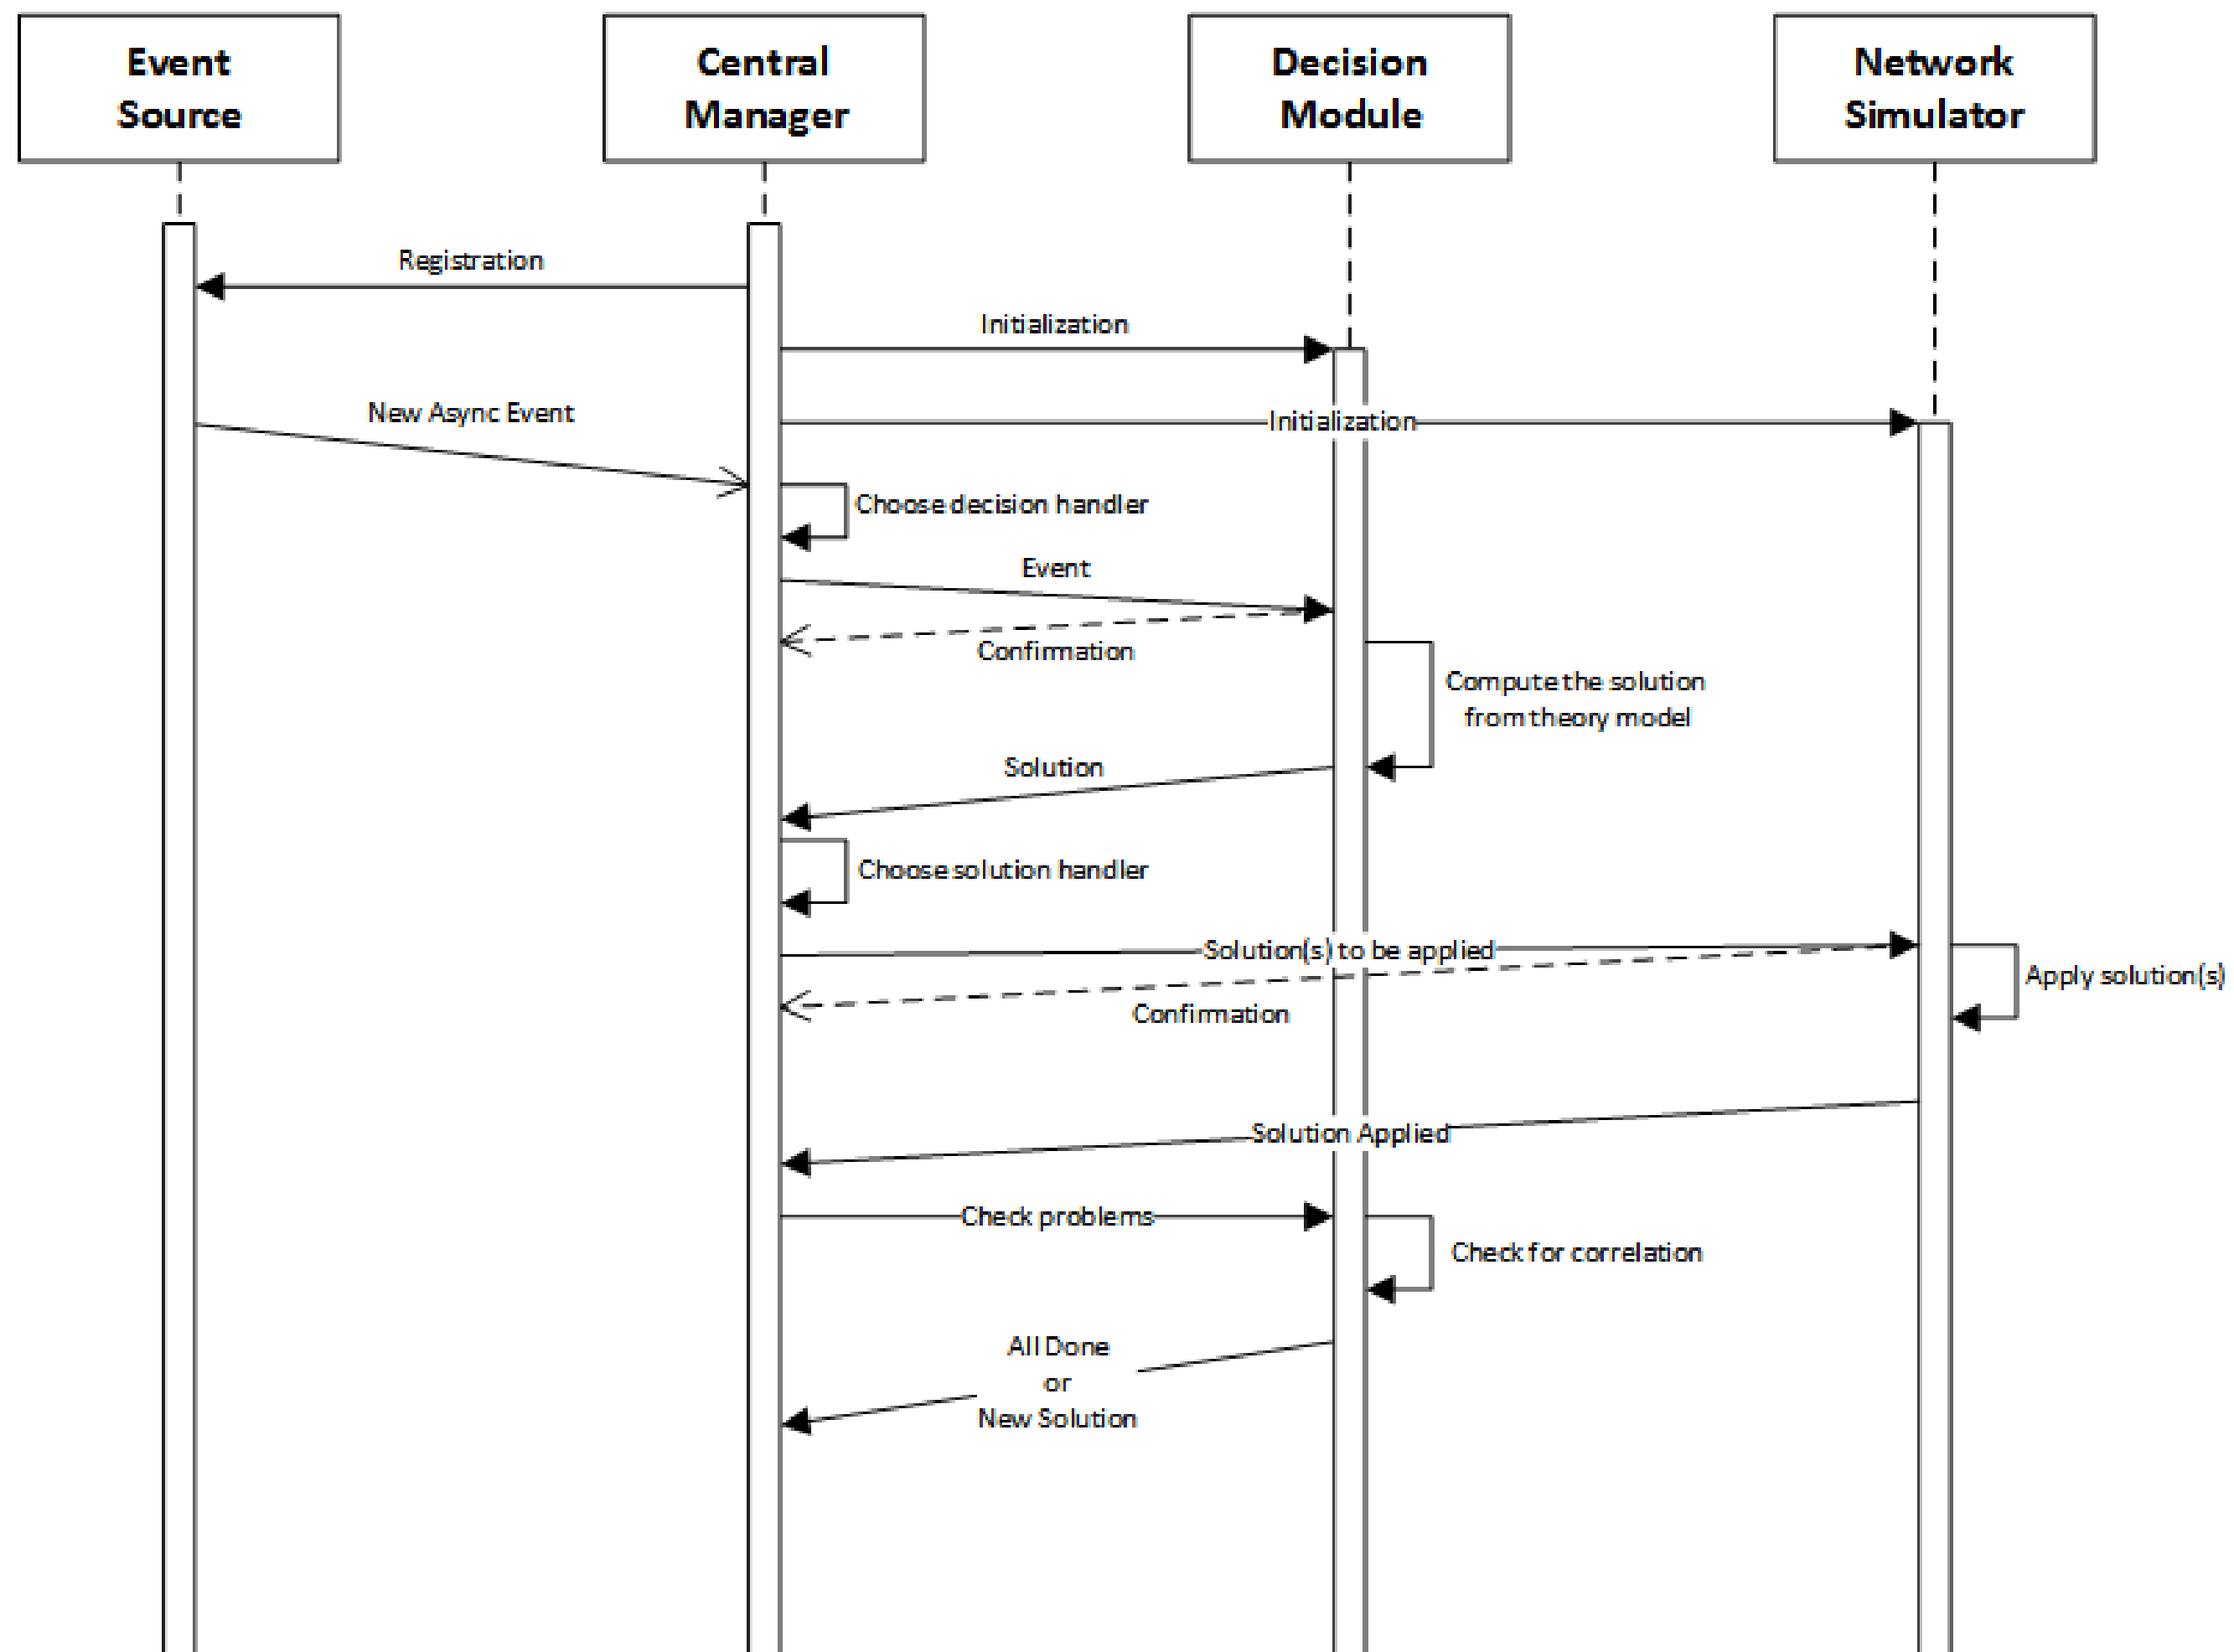 Event
Source
Central
Manager
Decision
Module
Network
Simulator
Registration
Initialization
New Async Event
Initialization
Choose decision handler
Event
Confirmation
Compute the solution
from theory model
Solution
Choose solution handler
Solution(s) to be applied
Apply solution(s)
Confirmation
Solution Applied
Check problems
Check for correlation
All Done
or
New Solution